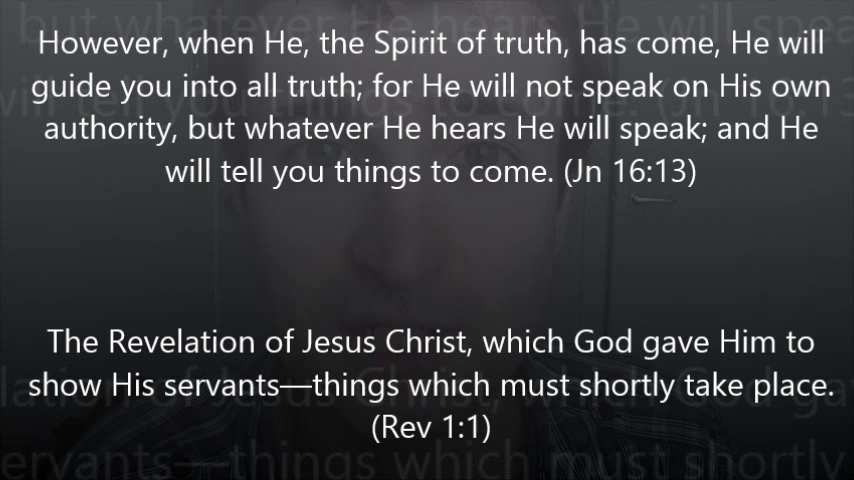 However, when He, the Spirit of truth, has come, He will
guide you into all truth; for He will not speak on His own
authority, but whatever He hears He will speak; and He
will tell you things to come. (Jn 16:13)
The Revelation of Jesus Christ, which God gave Him to
show His servants—things which must shortly take place.
(Rev 1:1)